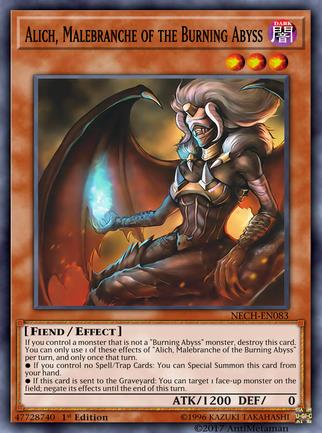 Alich, Malebranche of the Burning Abyss
DARK
闇
NECH-EN083
[Fiend / Effect]
If you control a monster that is not a "Burning Abyss" monster, destroy this card.
You can only use 1 of these effects of "Alich, Malebranche of the Burning Abyss"
per turn, and only once that turn.
● If you control no Spell/Trap Cards: You can Special Summon this card from
your hand.
● If this card is sent to the Graveyard: You can target 1 face-up monster on the
field; negate its effects until the end of this turn.
ATK/1200 DEF/ 0
47728740 1st Edition ©1996 KAZUKI TAKAHASHI
©2017 AntiMetaman